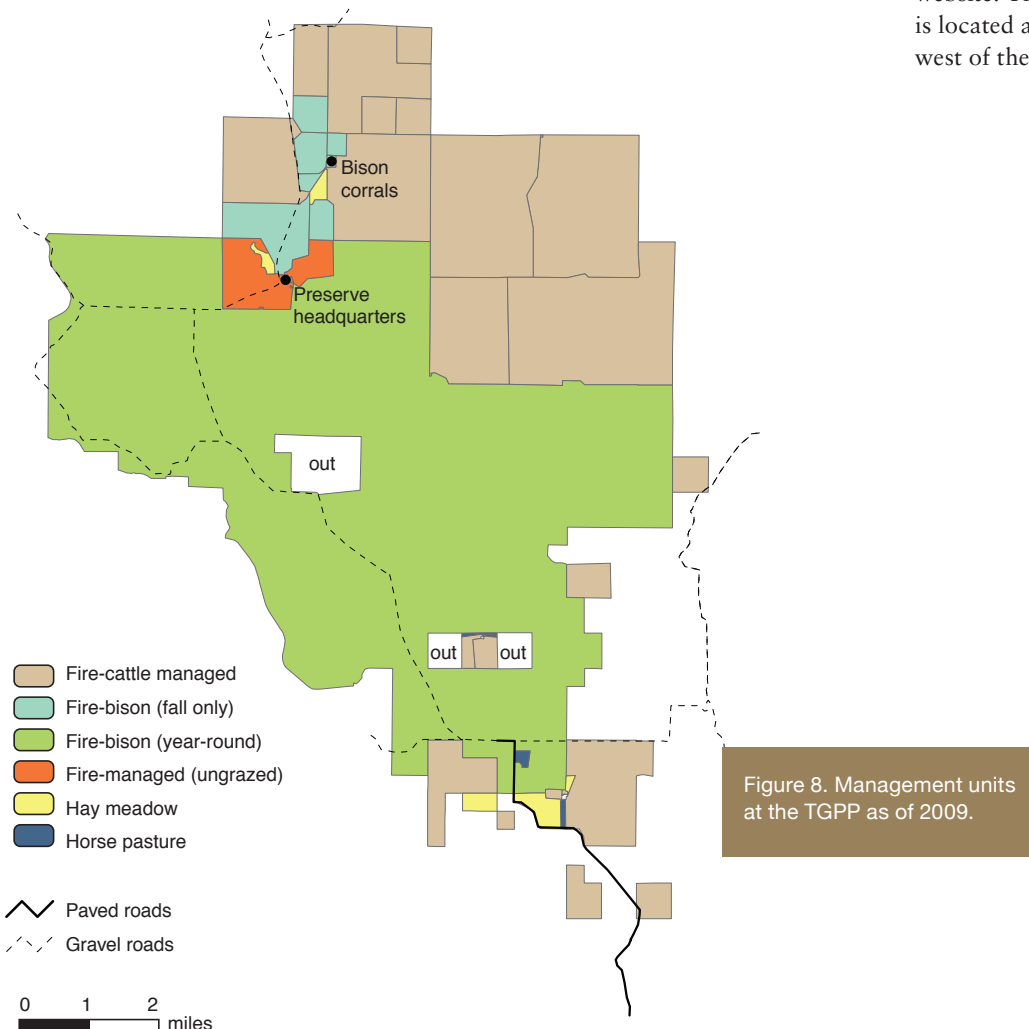 website. T
is located a
west of the
Bison
corrals
Preserve
headquarters
out
out
out
Fire-cattle managed
Fire-bison (fall only)
Fire-bison (year-round)
Fire-managed (ungrazed)
Hay meadow
Horse pasture
Paved roads
Gravel roads
0 1 2
miles
Figure 8. Management units
at the TGPP as of 2009.